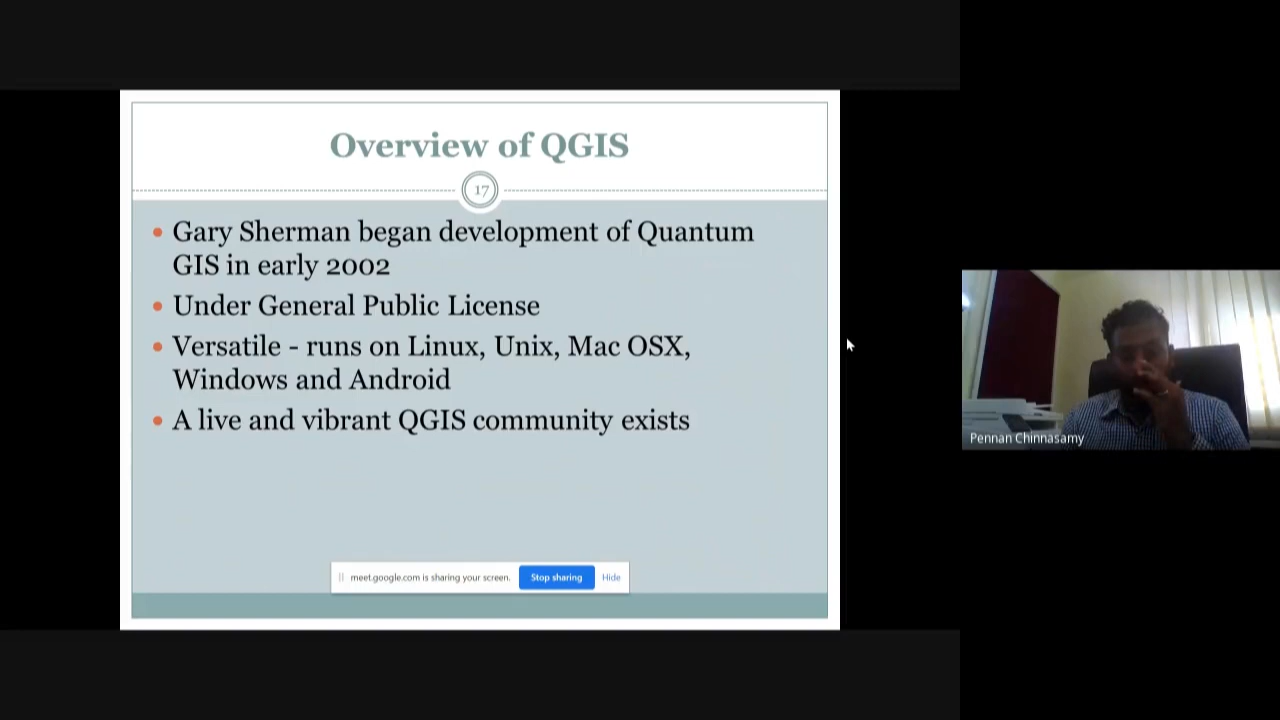 Overview of QGIS
17
• Gary Sherman began development of Quantum
GIS in early 2002
• Under General Public License
• Versatile - runs on Linux, Unix, Mac OSX,
Windows and Android
• A live and vibrant QGIS community exists
meet.google.com is sharing your screen. Stop sharing Hide
Pennan Chinnasamy